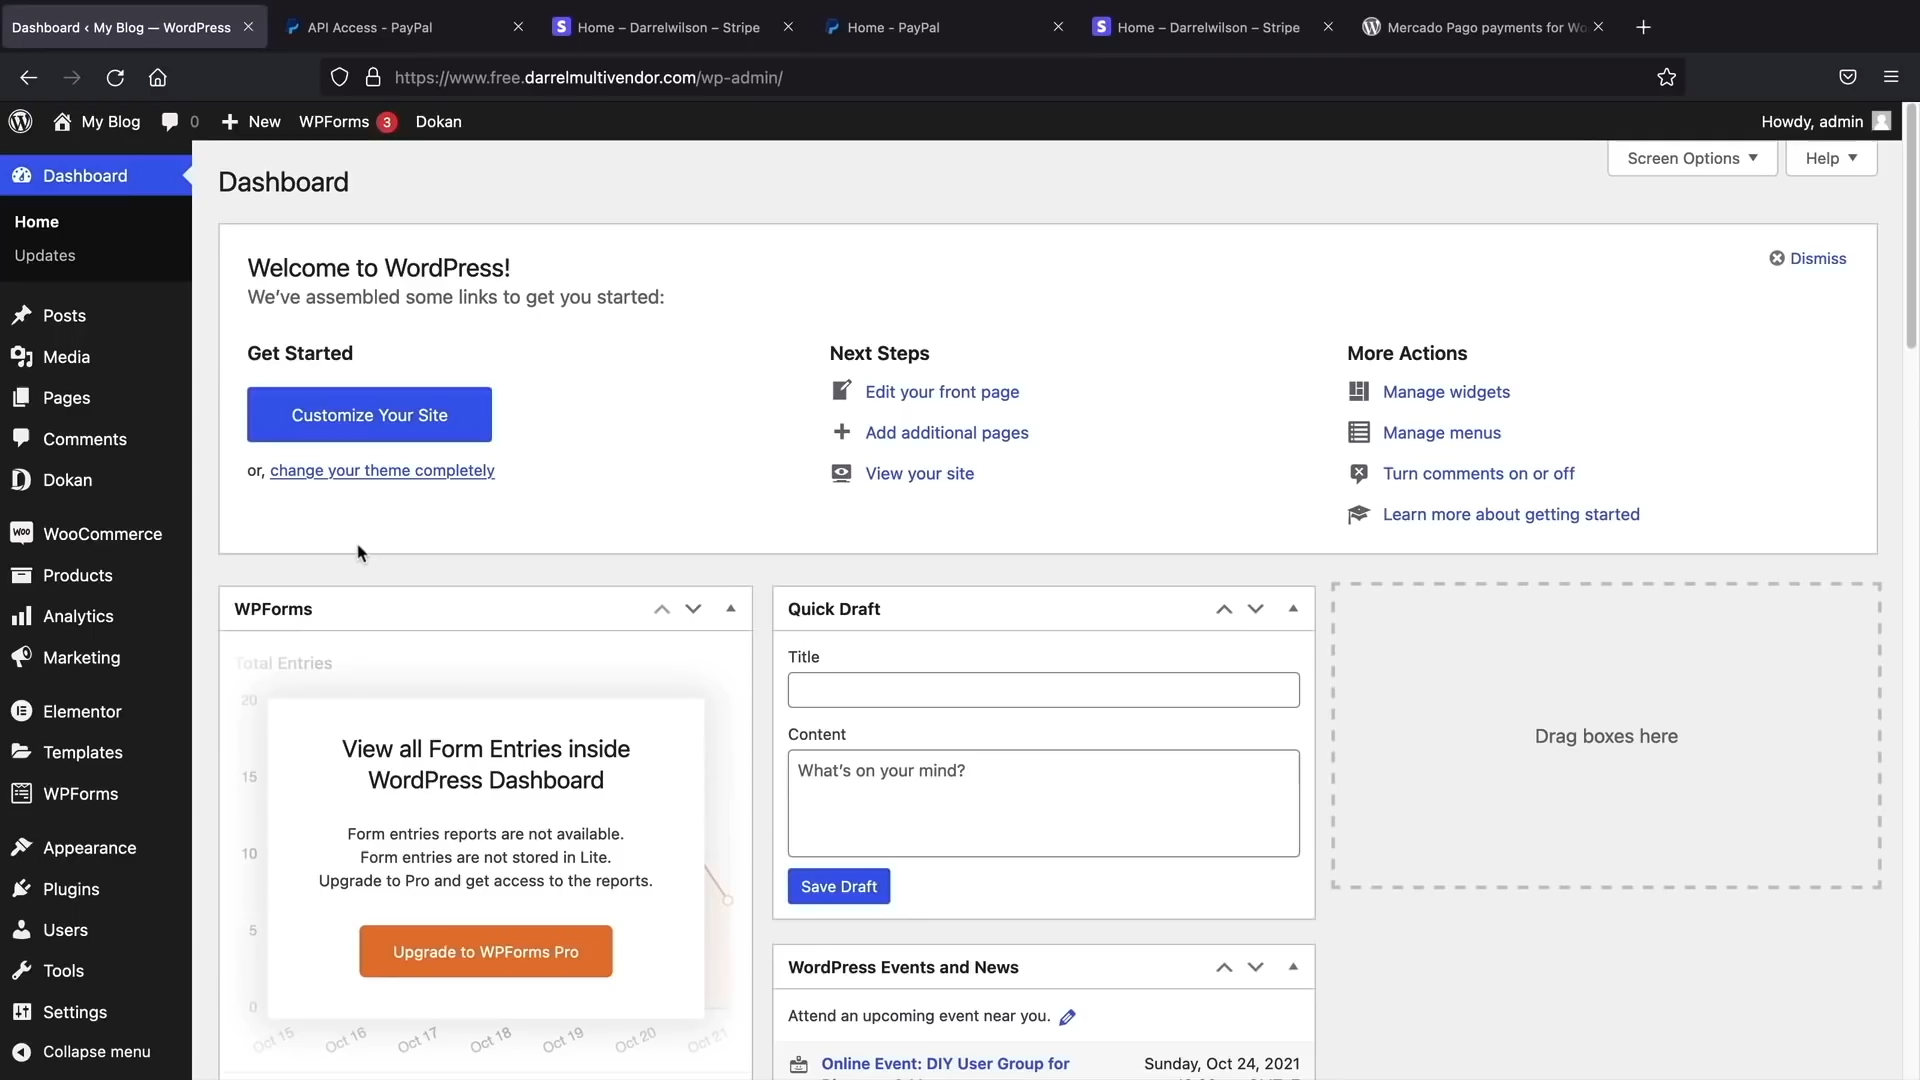 Dashboard ‹ My Blog — WordPress
API Access - PayPal
Home – Darrelwilson – Stripe
Home - PayPal
Home – Darrelwilson – Stripe
Mercado Pago payments for Wo
https://www.free.darrelmultivendor.com/wp-admin/
My Blog
0
New
WPForms 3
Dokan
Howdy, admin
Dashboard
Home
Updates
Posts
Media
Pages
Comments
Dokan
WooCommerce
Products
Analytics
Marketing
Elementor
Templates
WPForms
Appearance
Plugins
Users
Tools
Settings
Collapse menu
Screen Options
Help
Dashboard
Welcome to WordPress!
We've assembled some links to get you started:
Dismiss
Get Started
Customize Your Site
or, change your theme completely
Next Steps
Edit your front page
Add additional pages
View your site
More Actions
Manage widgets
Manage menus
Turn comments on or off
Learn more about getting started
WPForms
Total Entries
20
15
10
5
0
View all Form Entries inside
WordPress Dashboard
Form entries reports are not available.
Form entries are not stored in Lite.
Upgrade to Pro and get access to the reports.
Upgrade to WPForms Pro
Oct 15
Oct 16
Oct 17
Oct 18
Oct 19
Oct 20
Oct 21
Quick Draft
Title
Content
What's on your mind?
Save Draft
WordPress Events and News
Attend an upcoming event near you.
Online Event: DIY User Group for
Sunday, Oct 24, 2021
Drag boxes here